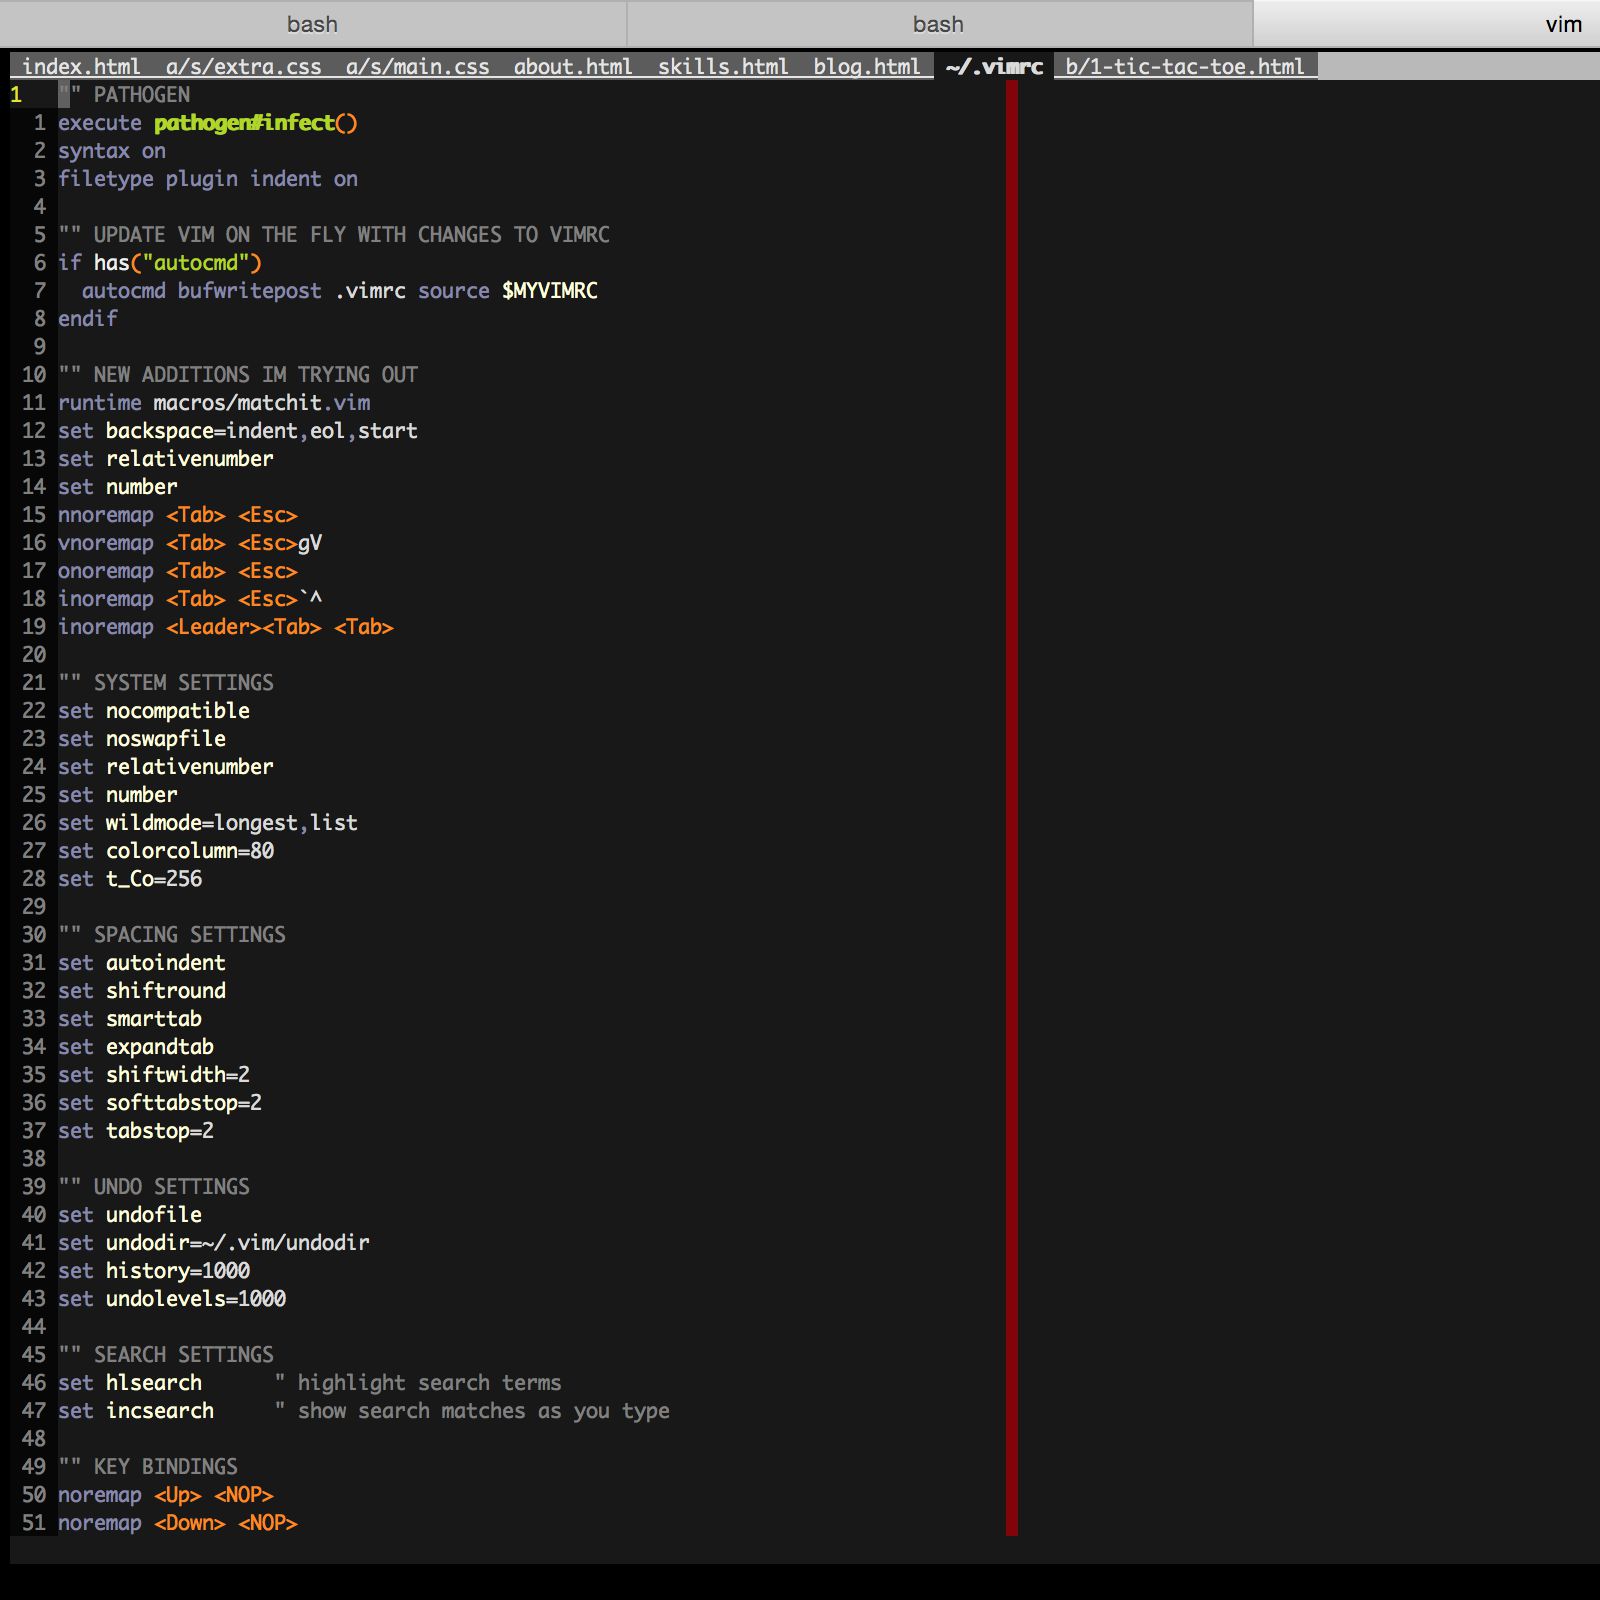 bash bash vim
index.html a/s/extra.css a/s/main.css about.html skills.html blog.html ~/.vimrc b/1-tic-tac-toe.html
1 "" PATHOGEN
1 execute pathogen#infect()
2 syntax on
3 filetype plugin indent on
4
5 "" UPDATE VIM ON THE FLY WITH CHANGES TO VIMRC
6 if has("autocmd")
7   autocmd bufwritepost .vimrc source $MYVIMRC
8 endif
9
10 "" NEW ADDITIONS IM TRYING OUT
11 runtime macros/matchit.vim
12 set backspace=indent,eol,start
13 set relativenumber
14 set number
15 nnoremap <Tab> <Esc>
16 vnoremap <Tab> <Esc>gV
17 onoremap <Tab> <Esc>
18 inoremap <Tab> <Esc>`^
19 inoremap <Leader><Tab> <Tab>
20
21 "" SYSTEM SETTINGS
22 set nocompatible
23 set noswapfile
24 set relativenumber
25 set number
26 set wildmode=longest,list
27 set colorcolumn=80
28 set t_Co=256
29
30 "" SPACING SETTINGS
31 set autoindent
32 set shiftround
33 set smarttab
34 set expandtab
35 set shiftwidth=2
36 set softtabstop=2
37 set tabstop=2
38
39 "" UNDO SETTINGS
40 set undofile
41 set undodir=~/.vim/undodir
42 set history=1000
43 set undolevels=1000
44
45 "" SEARCH SETTINGS
46 set hlsearch      " highlight search terms
47 set incsearch     " show search matches as you type
48
49 "" KEY BINDINGS
50 noremap <Up> <NOP>
51 noremap <Down> <NOP>